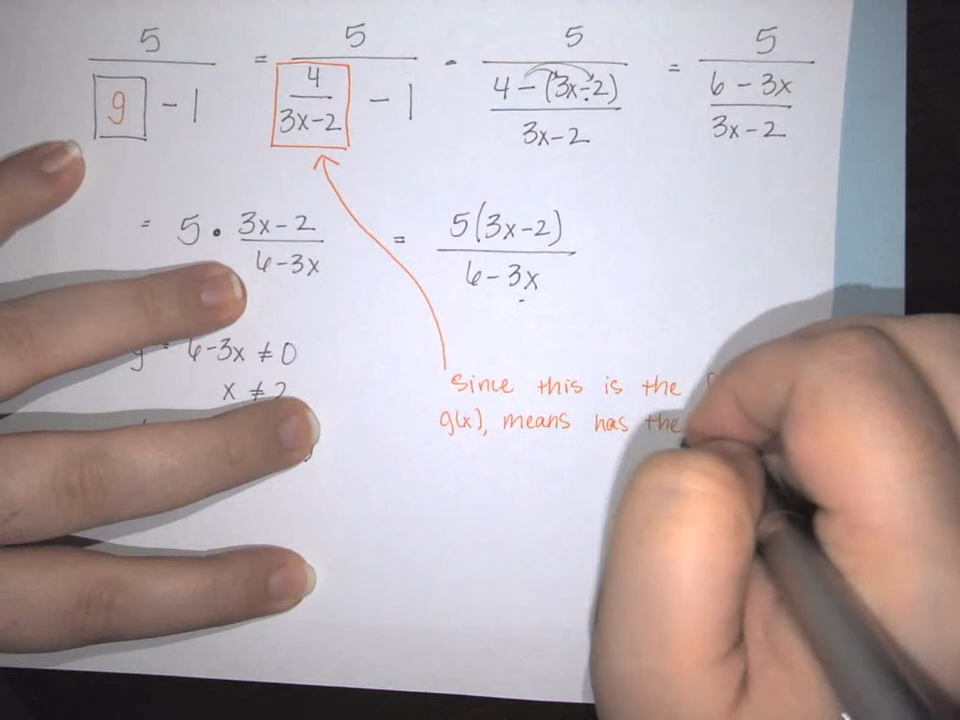 5 / ([g] - 1) = 5 / ([4 / (3x-2)] - 1) - 5 / ((4 - (3x-2)) / (3x-2)) = 5 / ((6 - 3x) / (3x-2))
= 5 • (3x-2) / (6-3x) = 5(3x-2) / (6-3x)
6-3x ≠ 0
x ≠ 2
Since this is the
g(x), means has the